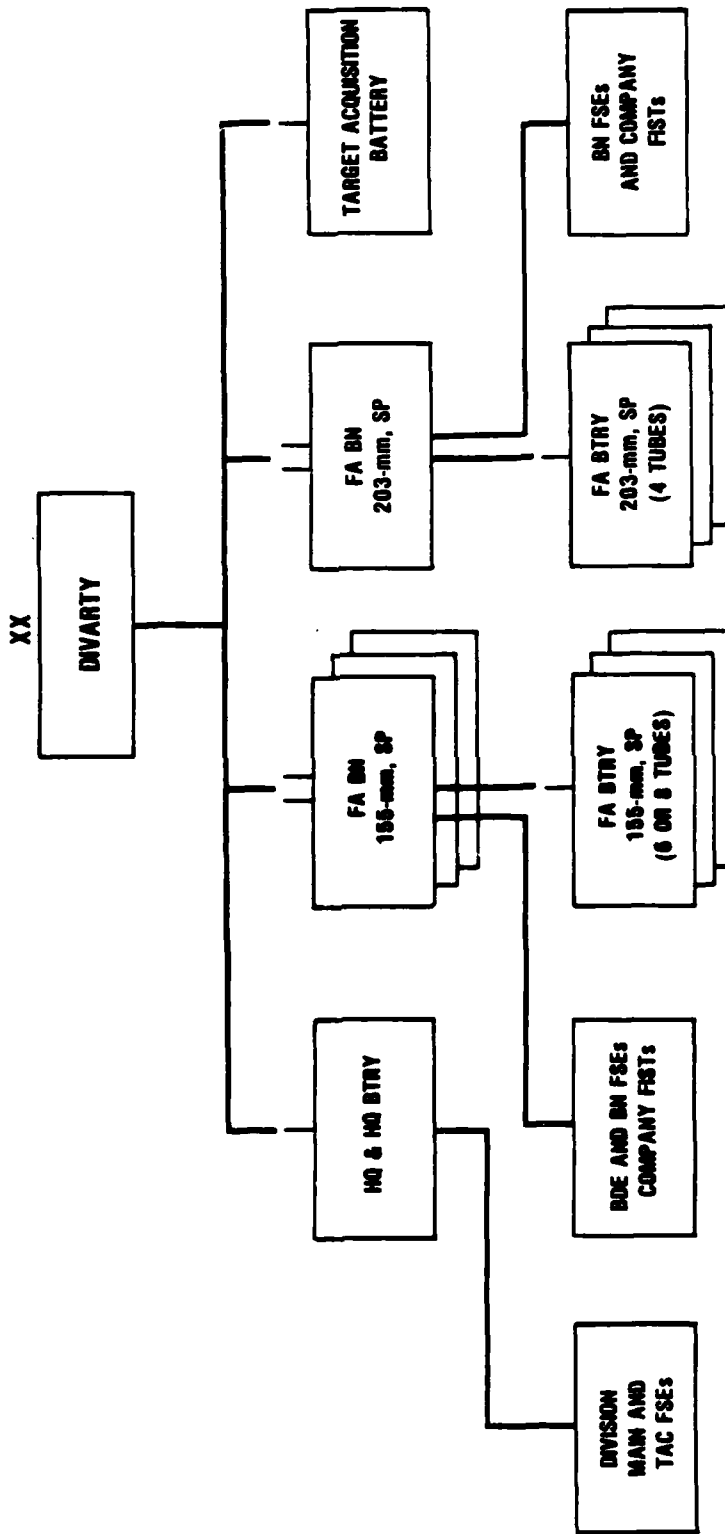 XX
DIVARTY
HQ & HQ BTRY
FA BN
155-mm, SP
FA BN
203-mm, SP
TARGET ACQUISITION
BATTERY
DIVISION
MAIN AND
TAC FSEs
BDE AND BN FSEs
COMPANY FISTs
FA BTRY
155-mm, SP
(6 OR 8 TUBES)
FA BTRY
203-mm, SP
(4 TUBES)
BN FSEs
AND COMPANY
FISTs